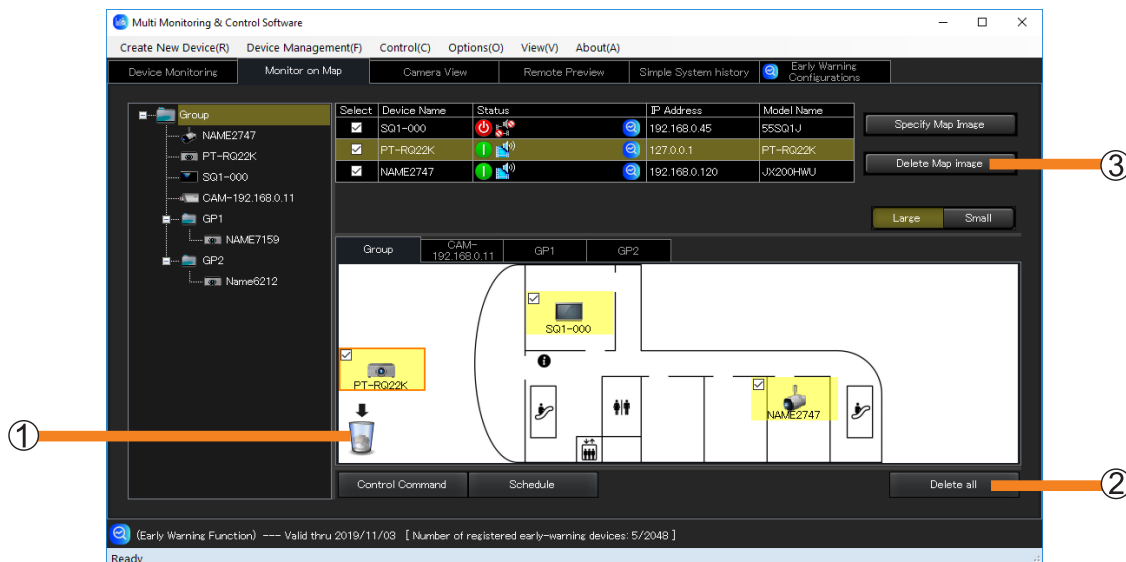 Multi Monitoring & Control Software
Create New Device(R) Device Management(F) Control(C) Options(O) View(V) About(A)
Device Monitoring Monitor on Map Camera View Remote Preview Simple System history Early Warning
Configurations
Group
NAME2747
PT-RQ22K
SQ1-000
CAM-192.168.0.11
GP1
NAME7159
GP2
Name6212
Select Device Name Status IP Address Model Name
SQ1-000 192.168.0.45 55SQ1J
PT-RQ22K 127.0.0.1 PT-RQ22K
NAME2747 192.168.0.120 JX200HWU
Specify Map Image
Delete Map image
③
Large Small
Group CAM-
192.168.0.11 GP1 GP2
SQ1-000
PT-RQ22K
NAME2747
①
Control Command Schedule Delete all
②
(Early Warning Function) --- Valid thru 2019/11/03 [ Number of registered early-warning devices: 5/2048 ]
Ready